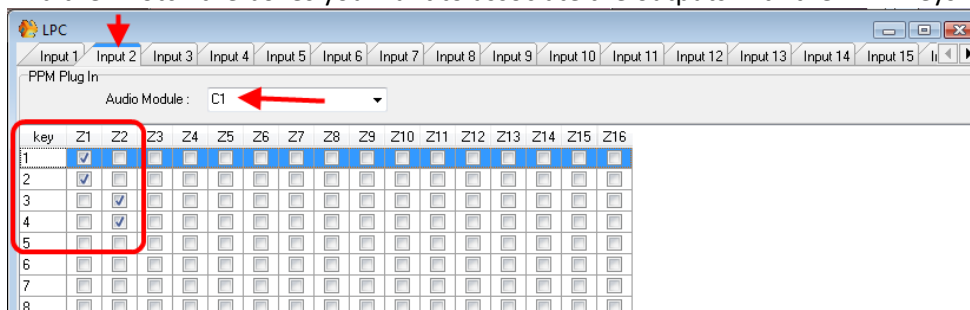 LPC
Input 1 Input 2 Input 3 Input 4 Input 5 Input 6 Input 7 Input 8 Input 9 Input 10 Input 11 Input 12 Input 13 Input 14 Input 15
PPM Plug In
Audio Module : C1
key Z1 Z2 Z3 Z4 Z5 Z6 Z7 Z8 Z9 Z10 Z11 Z12 Z13 Z14 Z15 Z16
1
2
3
4
5
6
7
8